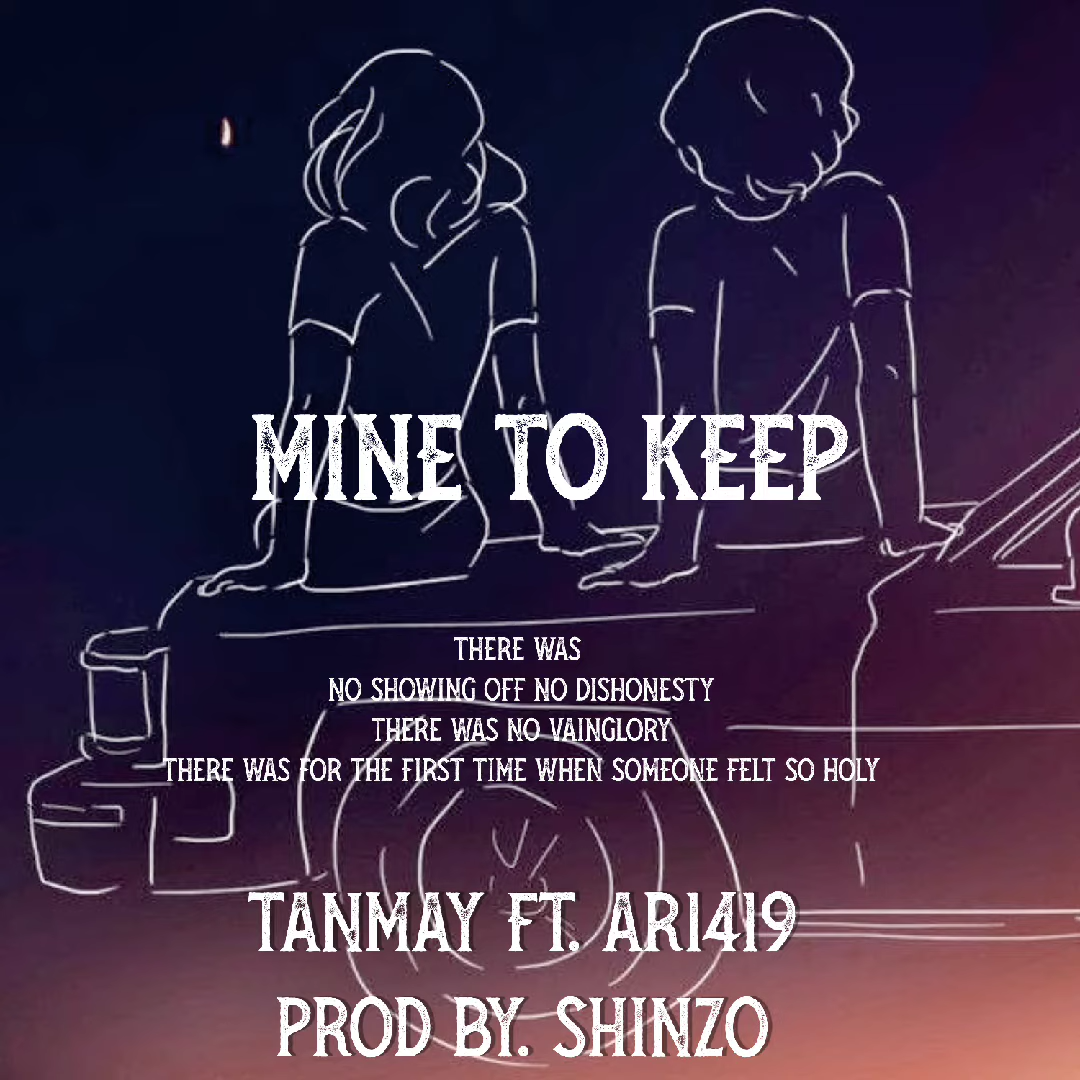 MINE TO KEEP
THERE WAS
NO SHOWING OFF NO DISHONESTY
THERE WAS NO VAINGLORY
THERE WAS FOR THE FIRST TIME WHEN SOMEONE FELT SO HOLY
TANMAY FT. ARI419
PROD BY. SHINZO